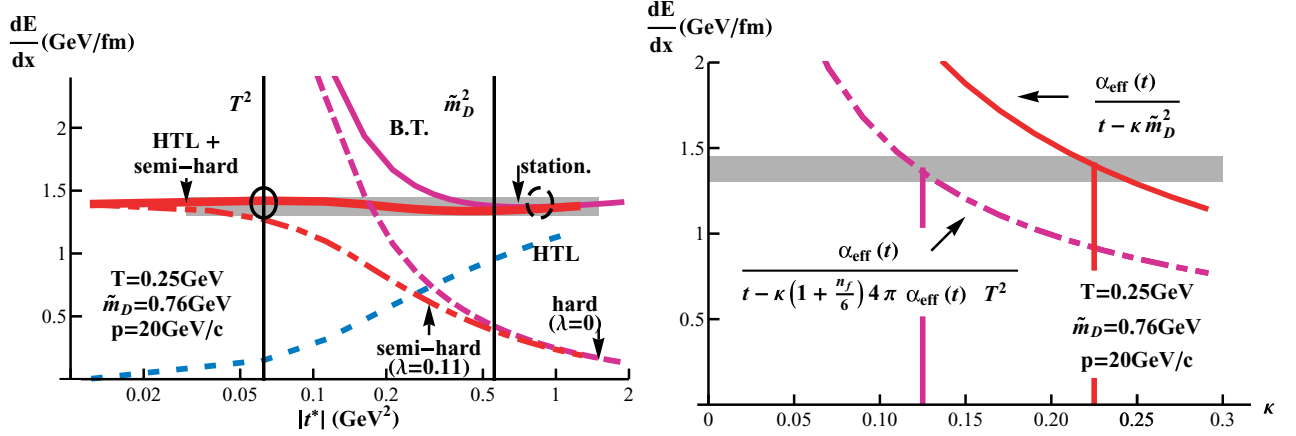 dE/dx (GeV/fm)
2
1.5
1
0.5
T²
m̃_D²
B.T.
HTL +
semi−hard
station.
HTL
T=0.25GeV
m̃_D=0.76GeV
p=20GeV/c
hard
(λ=0)
semi−hard
(λ=0.11)
0.02 0.05 0.1 0.2 0.5 1 2
|t*| (GeV²)
dE/dx (GeV/fm)
2
1.5
1
0.5
α_eff (t)
t − κ m̃_D²
α_eff (t)
t − κ (1 + n_f/6) 4 π α_eff (t) T²
T=0.25GeV
m̃_D=0.76GeV
p=20GeV/c
0 0.05 0.10 0.15 0.20 0.25 0.3 κ